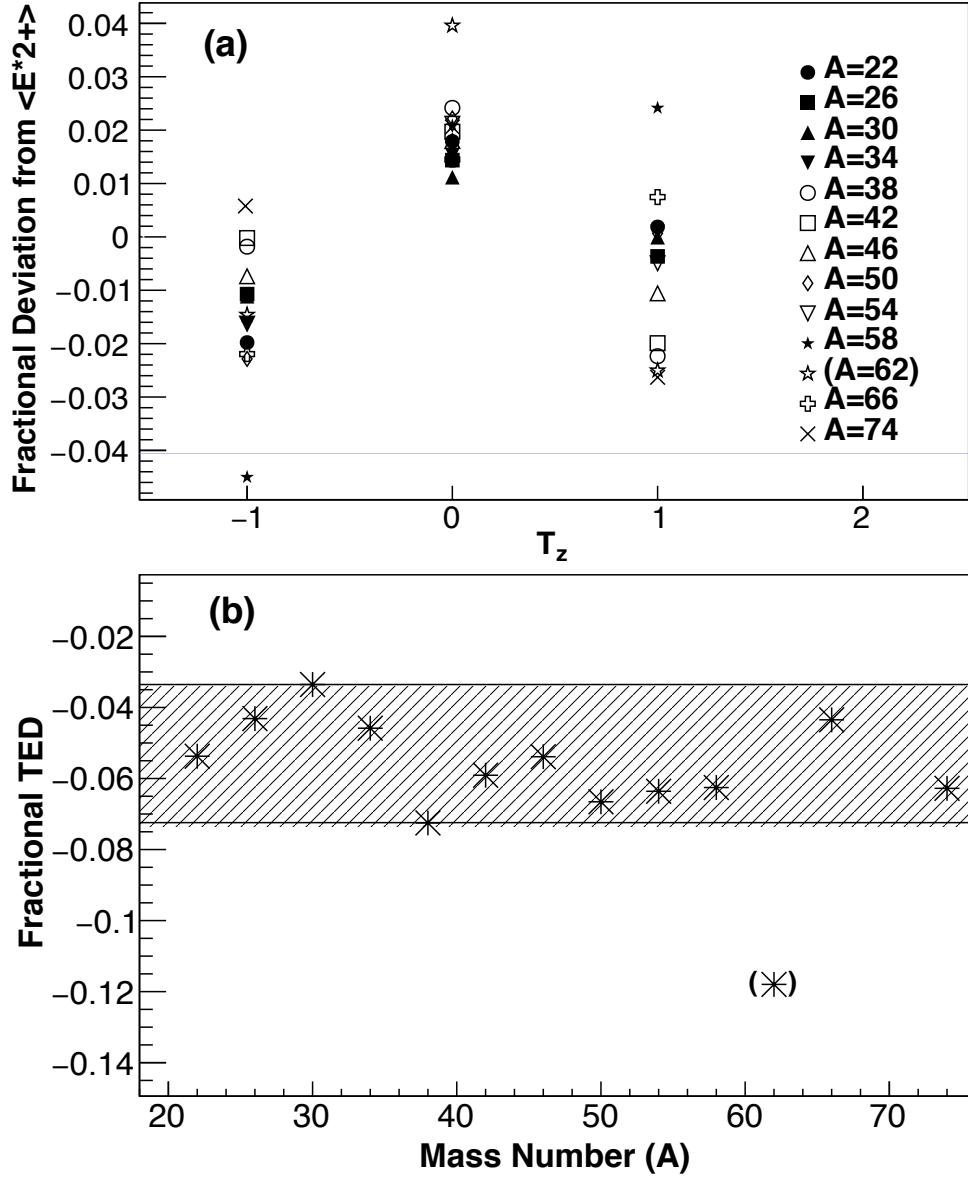 (a)
Fractional Deviation from <E*2+>
0.04
0.03
0.02
0.01
0
−0.01
−0.02
−0.03
−0.04
A=22
A=26
A=30
A=34
A=38
A=42
A=46
A=50
A=54
A=58
(A=62)
A=66
A=74
−1 0 1 2
Tz
(b)
Fractional TED
−0.02
−0.04
−0.06
−0.08
−0.1
−0.12
−0.14
( )
20 30 40 50 60 70
Mass Number (A)